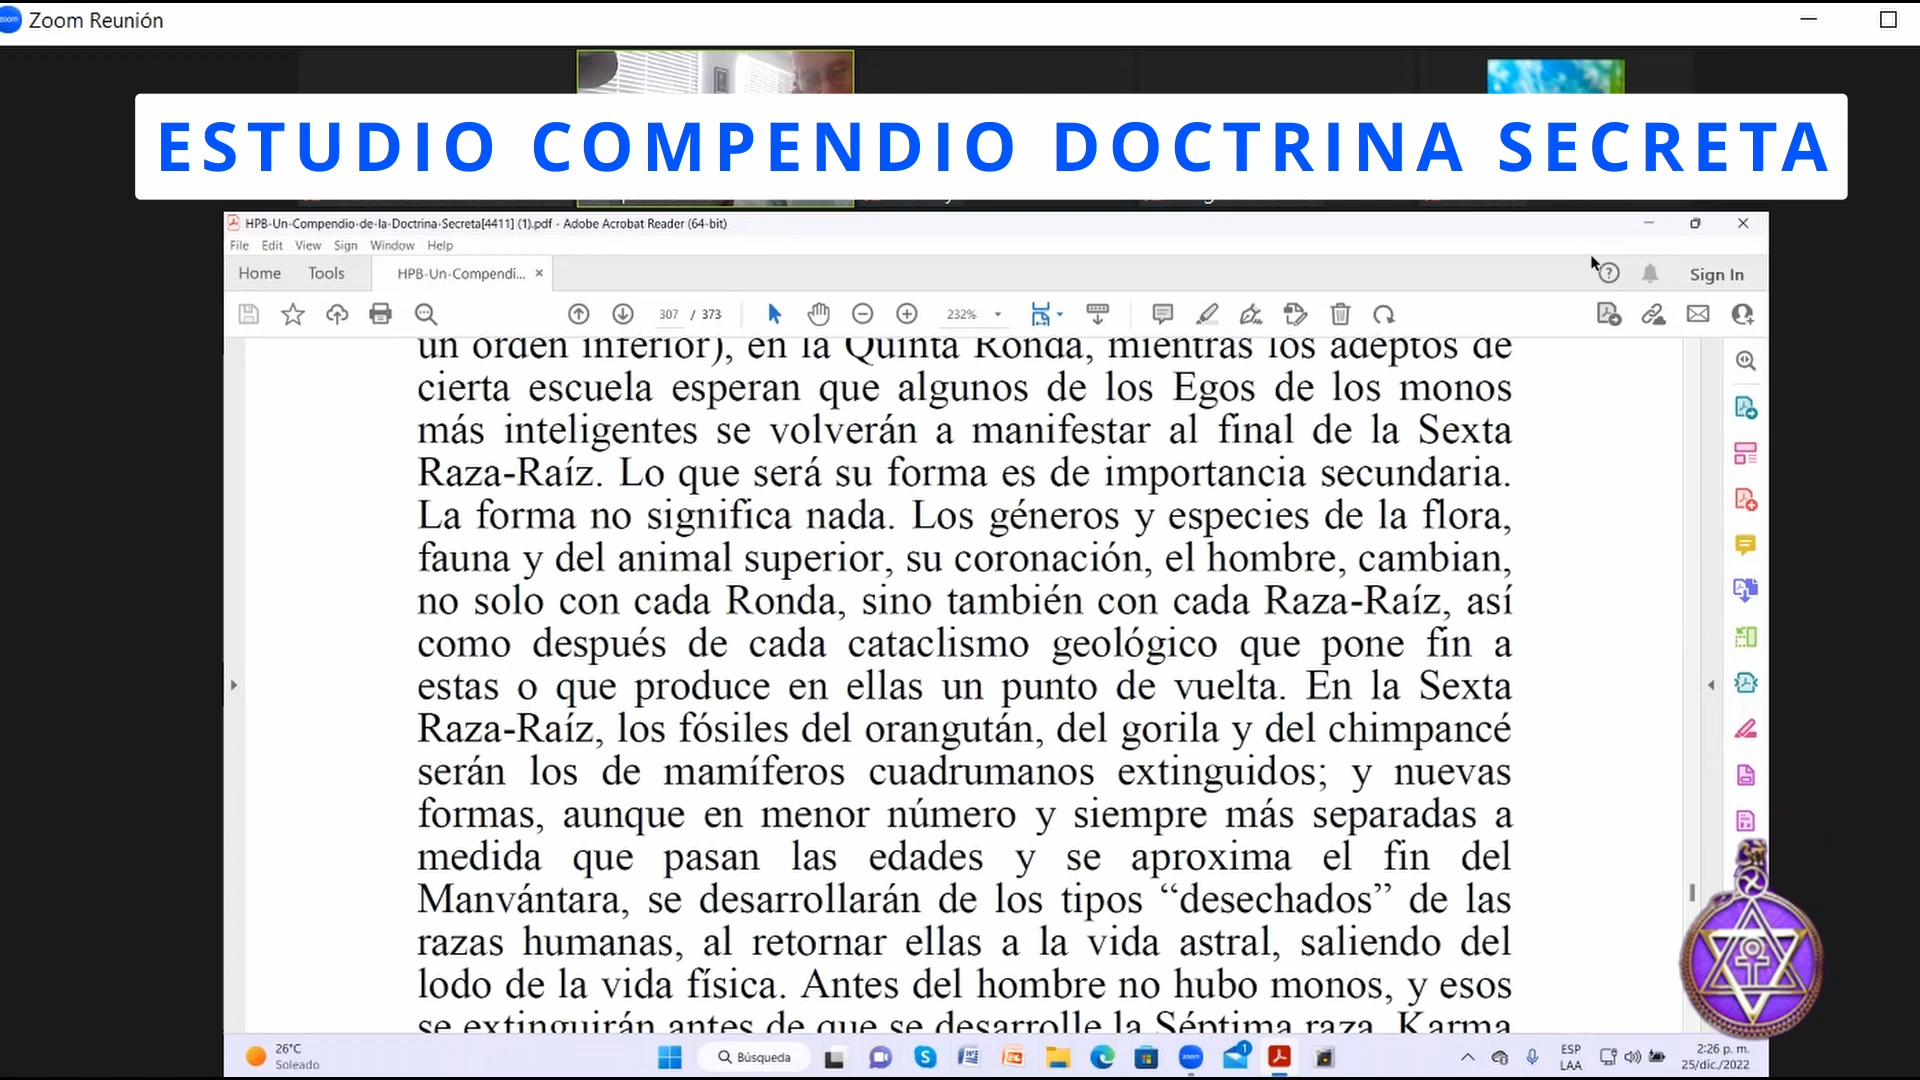 Zoom Reunión
ESTUDIO COMPENDIO DOCTRINA SECRETA
HPB-Un-Compendio-de-la-Doctrina-Secreta[4411] (1).pdf - Adobe Acrobat Reader (64-bit)
File Edit View Sign Window Help
Home Tools HPB-Un-Compendi... × Sign In
307 / 373 232%
un orden inferior), en la Quinta Ronda, mientras los adeptos de
cierta escuela esperan que algunos de los Egos de los monos
más inteligentes se volverán a manifestar al final de la Sexta
Raza-Raíz. Lo que será su forma es de importancia secundaria.
La forma no significa nada. Los géneros y especies de la flora,
fauna y del animal superior, su coronación, el hombre, cambian,
no solo con cada Ronda, sino también con cada Raza-Raíz, así
como después de cada cataclismo geológico que pone fin a
estas o que produce en ellas un punto de vuelta. En la Sexta
Raza-Raíz, los fósiles del orangután, del gorila y del chimpancé
serán los de mamíferos cuadrumanos extinguidos; y nuevas
formas, aunque en menor número y siempre más separadas a
medida que pasan las edades y se aproxima el fin del
Manvántara, se desarrollarán de los tipos “desechados” de las
razas humanas, al retornar ellas a la vida astral, saliendo del
lodo de la vida física. Antes del hombre no hubo monos, y esos
se extinguirán antes de que se desarrolle la Séptima raza. Karma
26°C
Soleado
Búsqueda
ESP
LAA
2:26 p. m.
25/dic./2022